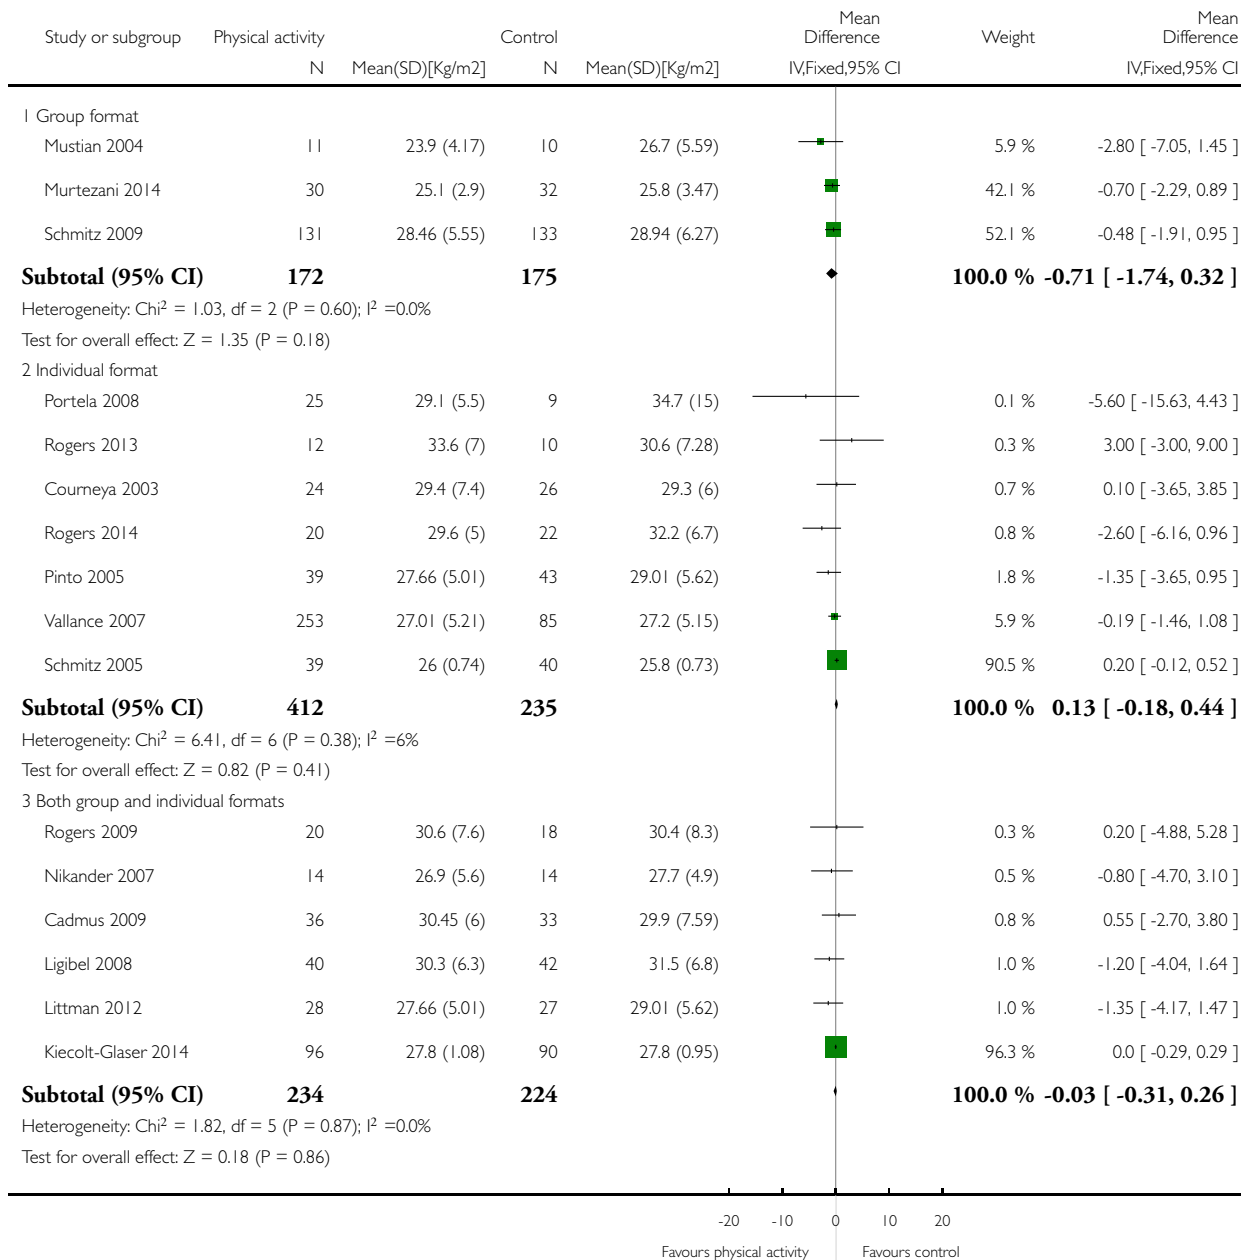 Study or subgroup Physical activity Control Mean Difference Weight Mean Difference
N Mean(SD)[Kg/m2] N Mean(SD)[Kg/m2] IV,Fixed,95% CI IV,Fixed,95% CI
1 Group format
Mustian 2004 11 23.9 (4.17) 10 26.7 (5.59) 5.9 % -2.80 [ -7.05, 1.45 ]
Murtezani 2014 30 25.1 (2.9) 32 25.8 (3.47) 42.1 % -0.70 [ -2.29, 0.89 ]
Schmitz 2009 131 28.46 (5.55) 133 28.94 (6.27) 52.1 % -0.48 [ -1.91, 0.95 ]
Subtotal (95% CI) 172 175 100.0 % -0.71 [ -1.74, 0.32 ]
Heterogeneity: Chi² = 1.03, df = 2 (P = 0.60); I² =0.0%
Test for overall effect: Z = 1.35 (P = 0.18)
2 Individual format
Portela 2008 25 29.1 (5.5) 9 34.7 (15) 0.1 % -5.60 [ -15.63, 4.43 ]
Rogers 2013 12 33.6 (7) 10 30.6 (7.28) 0.3 % 3.00 [ -3.00, 9.00 ]
Courneya 2003 24 29.4 (7.4) 26 29.3 (6) 0.7 % 0.10 [ -3.65, 3.85 ]
Rogers 2014 20 29.6 (5) 22 32.2 (6.7) 0.8 % -2.60 [ -6.16, 0.96 ]
Pinto 2005 39 27.66 (5.01) 43 29.01 (5.62) 1.8 % -1.35 [ -3.65, 0.95 ]
Vallance 2007 253 27.01 (5.21) 85 27.2 (5.15) 5.9 % -0.19 [ -1.46, 1.08 ]
Schmitz 2005 39 26 (0.74) 40 25.8 (0.73) 90.5 % 0.20 [ -0.12, 0.52 ]
Subtotal (95% CI) 412 235 100.0 % 0.13 [ -0.18, 0.44 ]
Heterogeneity: Chi² = 6.41, df = 6 (P = 0.38); I² =6%
Test for overall effect: Z = 0.82 (P = 0.41)
3 Both group and individual formats
Rogers 2009 20 30.6 (7.6) 18 30.4 (8.3) 0.3 % 0.20 [ -4.88, 5.28 ]
Nikander 2007 14 26.9 (5.6) 14 27.7 (4.9) 0.5 % -0.80 [ -4.70, 3.10 ]
Cadmus 2009 36 30.45 (6) 33 29.9 (7.59) 0.8 % 0.55 [ -2.70, 3.80 ]
Ligibel 2008 40 30.3 (6.3) 42 31.5 (6.8) 1.0 % -1.20 [ -4.04, 1.64 ]
Littman 2012 28 27.66 (5.01) 27 29.01 (5.62) 1.0 % -1.35 [ -4.17, 1.47 ]
Kiecolt-Glaser 2014 96 27.8 (1.08) 90 27.8 (0.95) 96.3 % 0.0 [ -0.29, 0.29 ]
Subtotal (95% CI) 234 224 100.0 % -0.03 [ -0.31, 0.26 ]
Heterogeneity: Chi² = 1.82, df = 5 (P = 0.87); I² =0.0%
Test for overall effect: Z = 0.18 (P = 0.86)
-20 -10 0 10 20
Favours physical activity Favours control